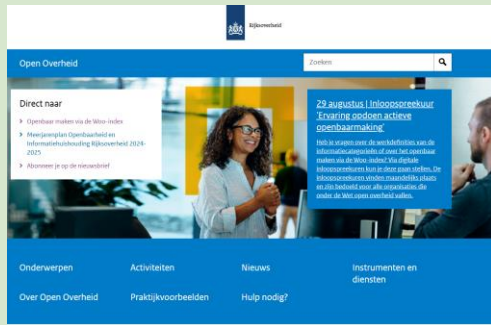 Rijksoverheid
Open Overheid
Zoeken
Direct naar
Openbaar maken via de Woo-index
Meerjarenplan Openbaarheid en
Informatiehuishouding Rijksoverheid 2024-
2025
Abonneer je op de nieuwsbrief
29 augustus | Inloopspreekuur
'Ervaring opdoen actieve
openbaarmaking'
Heb je vragen over de werkdefinities van de
informatiecategorieën of over het openbaar
maken via de Woo-index? Via digitale
inloopspreekuren kun je deze gaan stellen. De
inloopspreekuren vinden maandelijks plaats
en zijn bedoeld voor alle organisaties die
onder de Wet open overheid vallen.
Onderwerpen
Activiteiten
Nieuws
Instrumenten en
diensten
Over Open Overheid
Praktijkvoorbeelden
Hulp nodig?